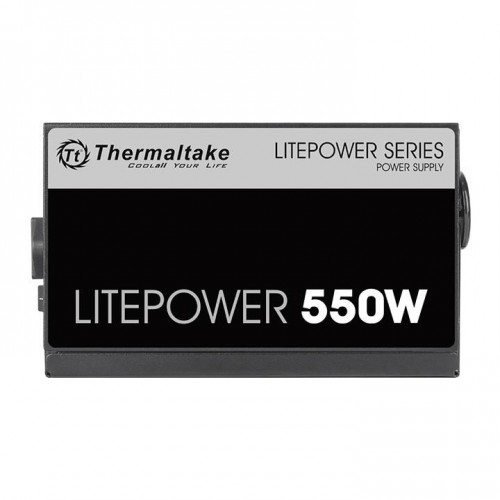 Tt Thermaltake
COOLall YOUR LIFE
LITEPOWER SERIES
POWER SUPPLY
LITEPOWER 550W